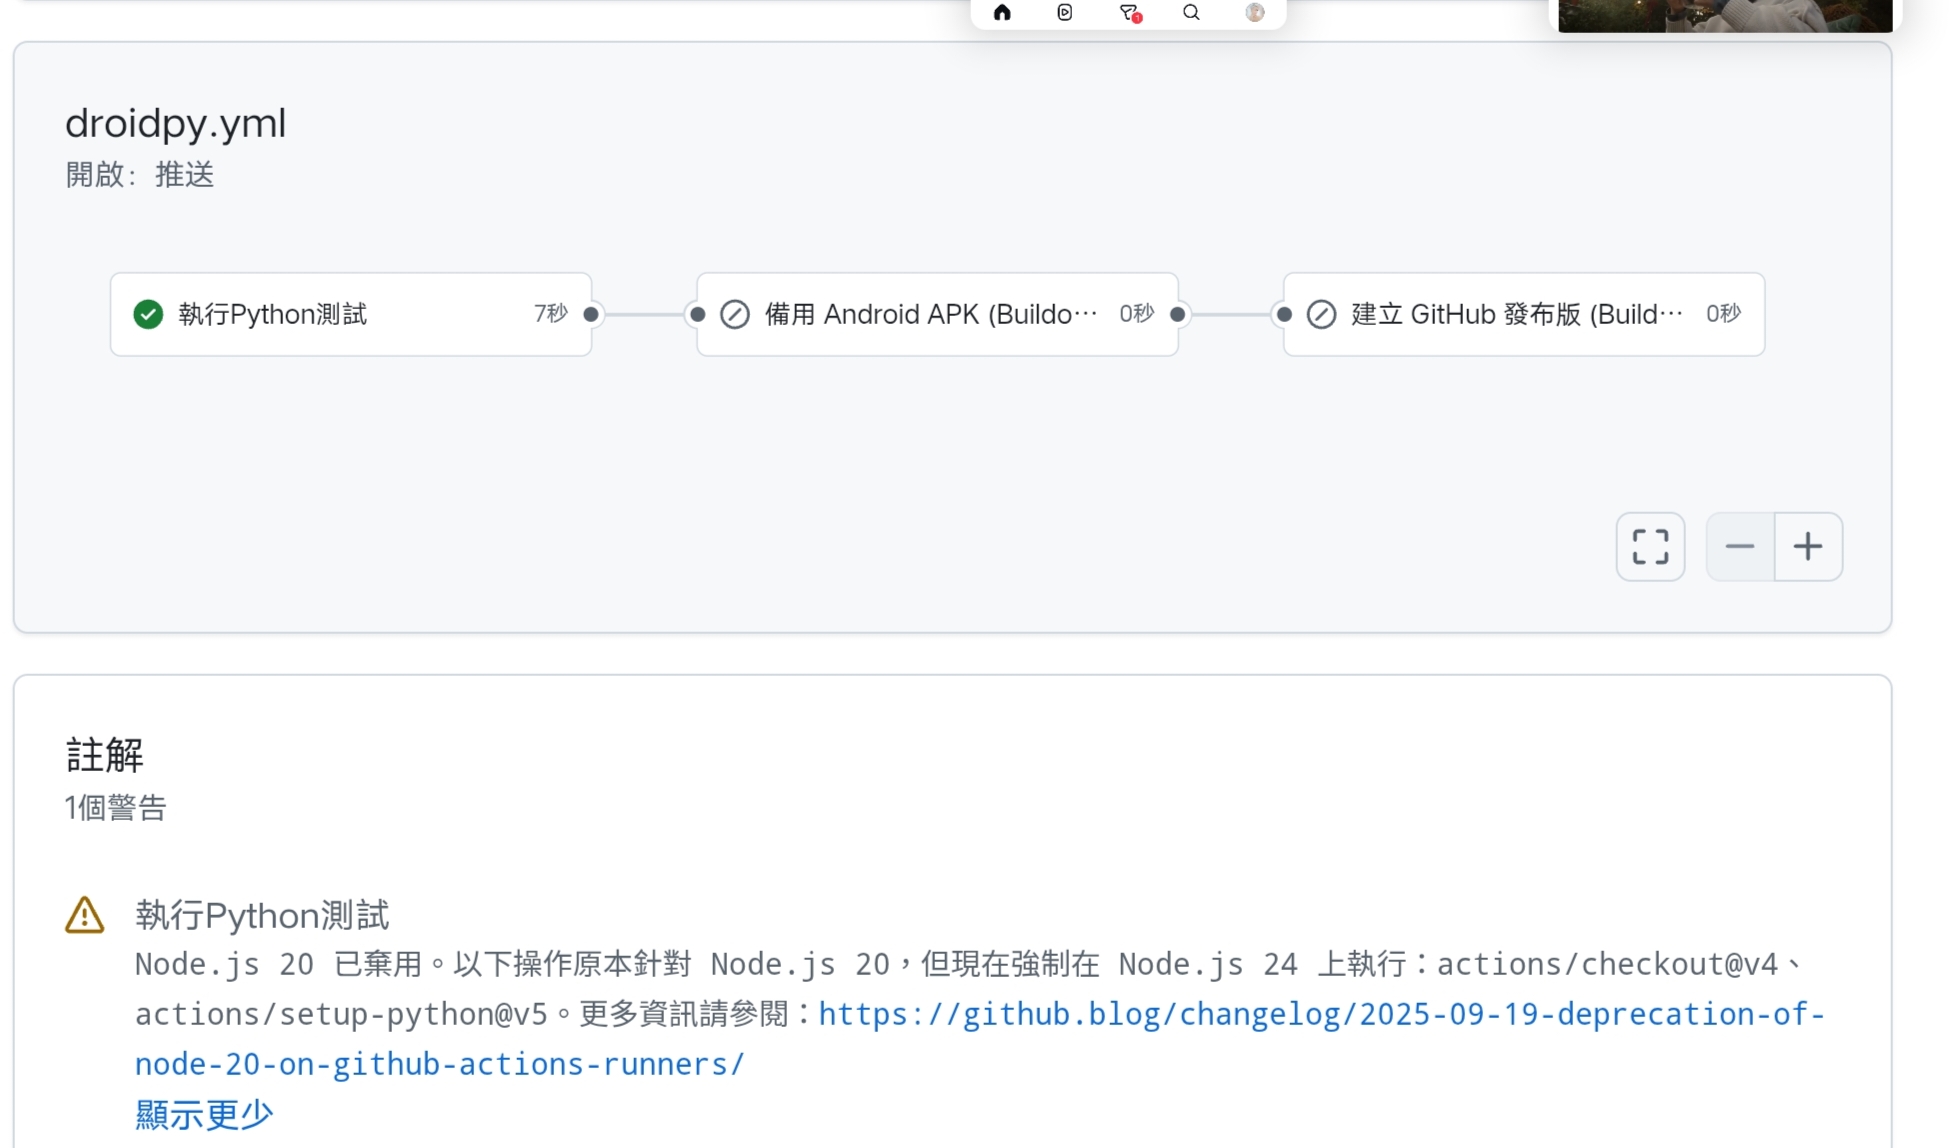 1
droidpy.yml
開啟：推送
執行Python測試 7秒
備用 Android APK (Buildo… 0秒
建立 GitHub 發布版 (Build… 0秒
註解
1個警告
執行Python測試
Node.js 20 已棄用。以下操作原本針對 Node.js 20，但現在強制在 Node.js 24 上執行：actions/checkout@v4、
actions/setup-python@v5。更多資訊請參閱：https://github.blog/changelog/2025-09-19-deprecation-of-
node-20-on-github-actions-runners/
顯示更少